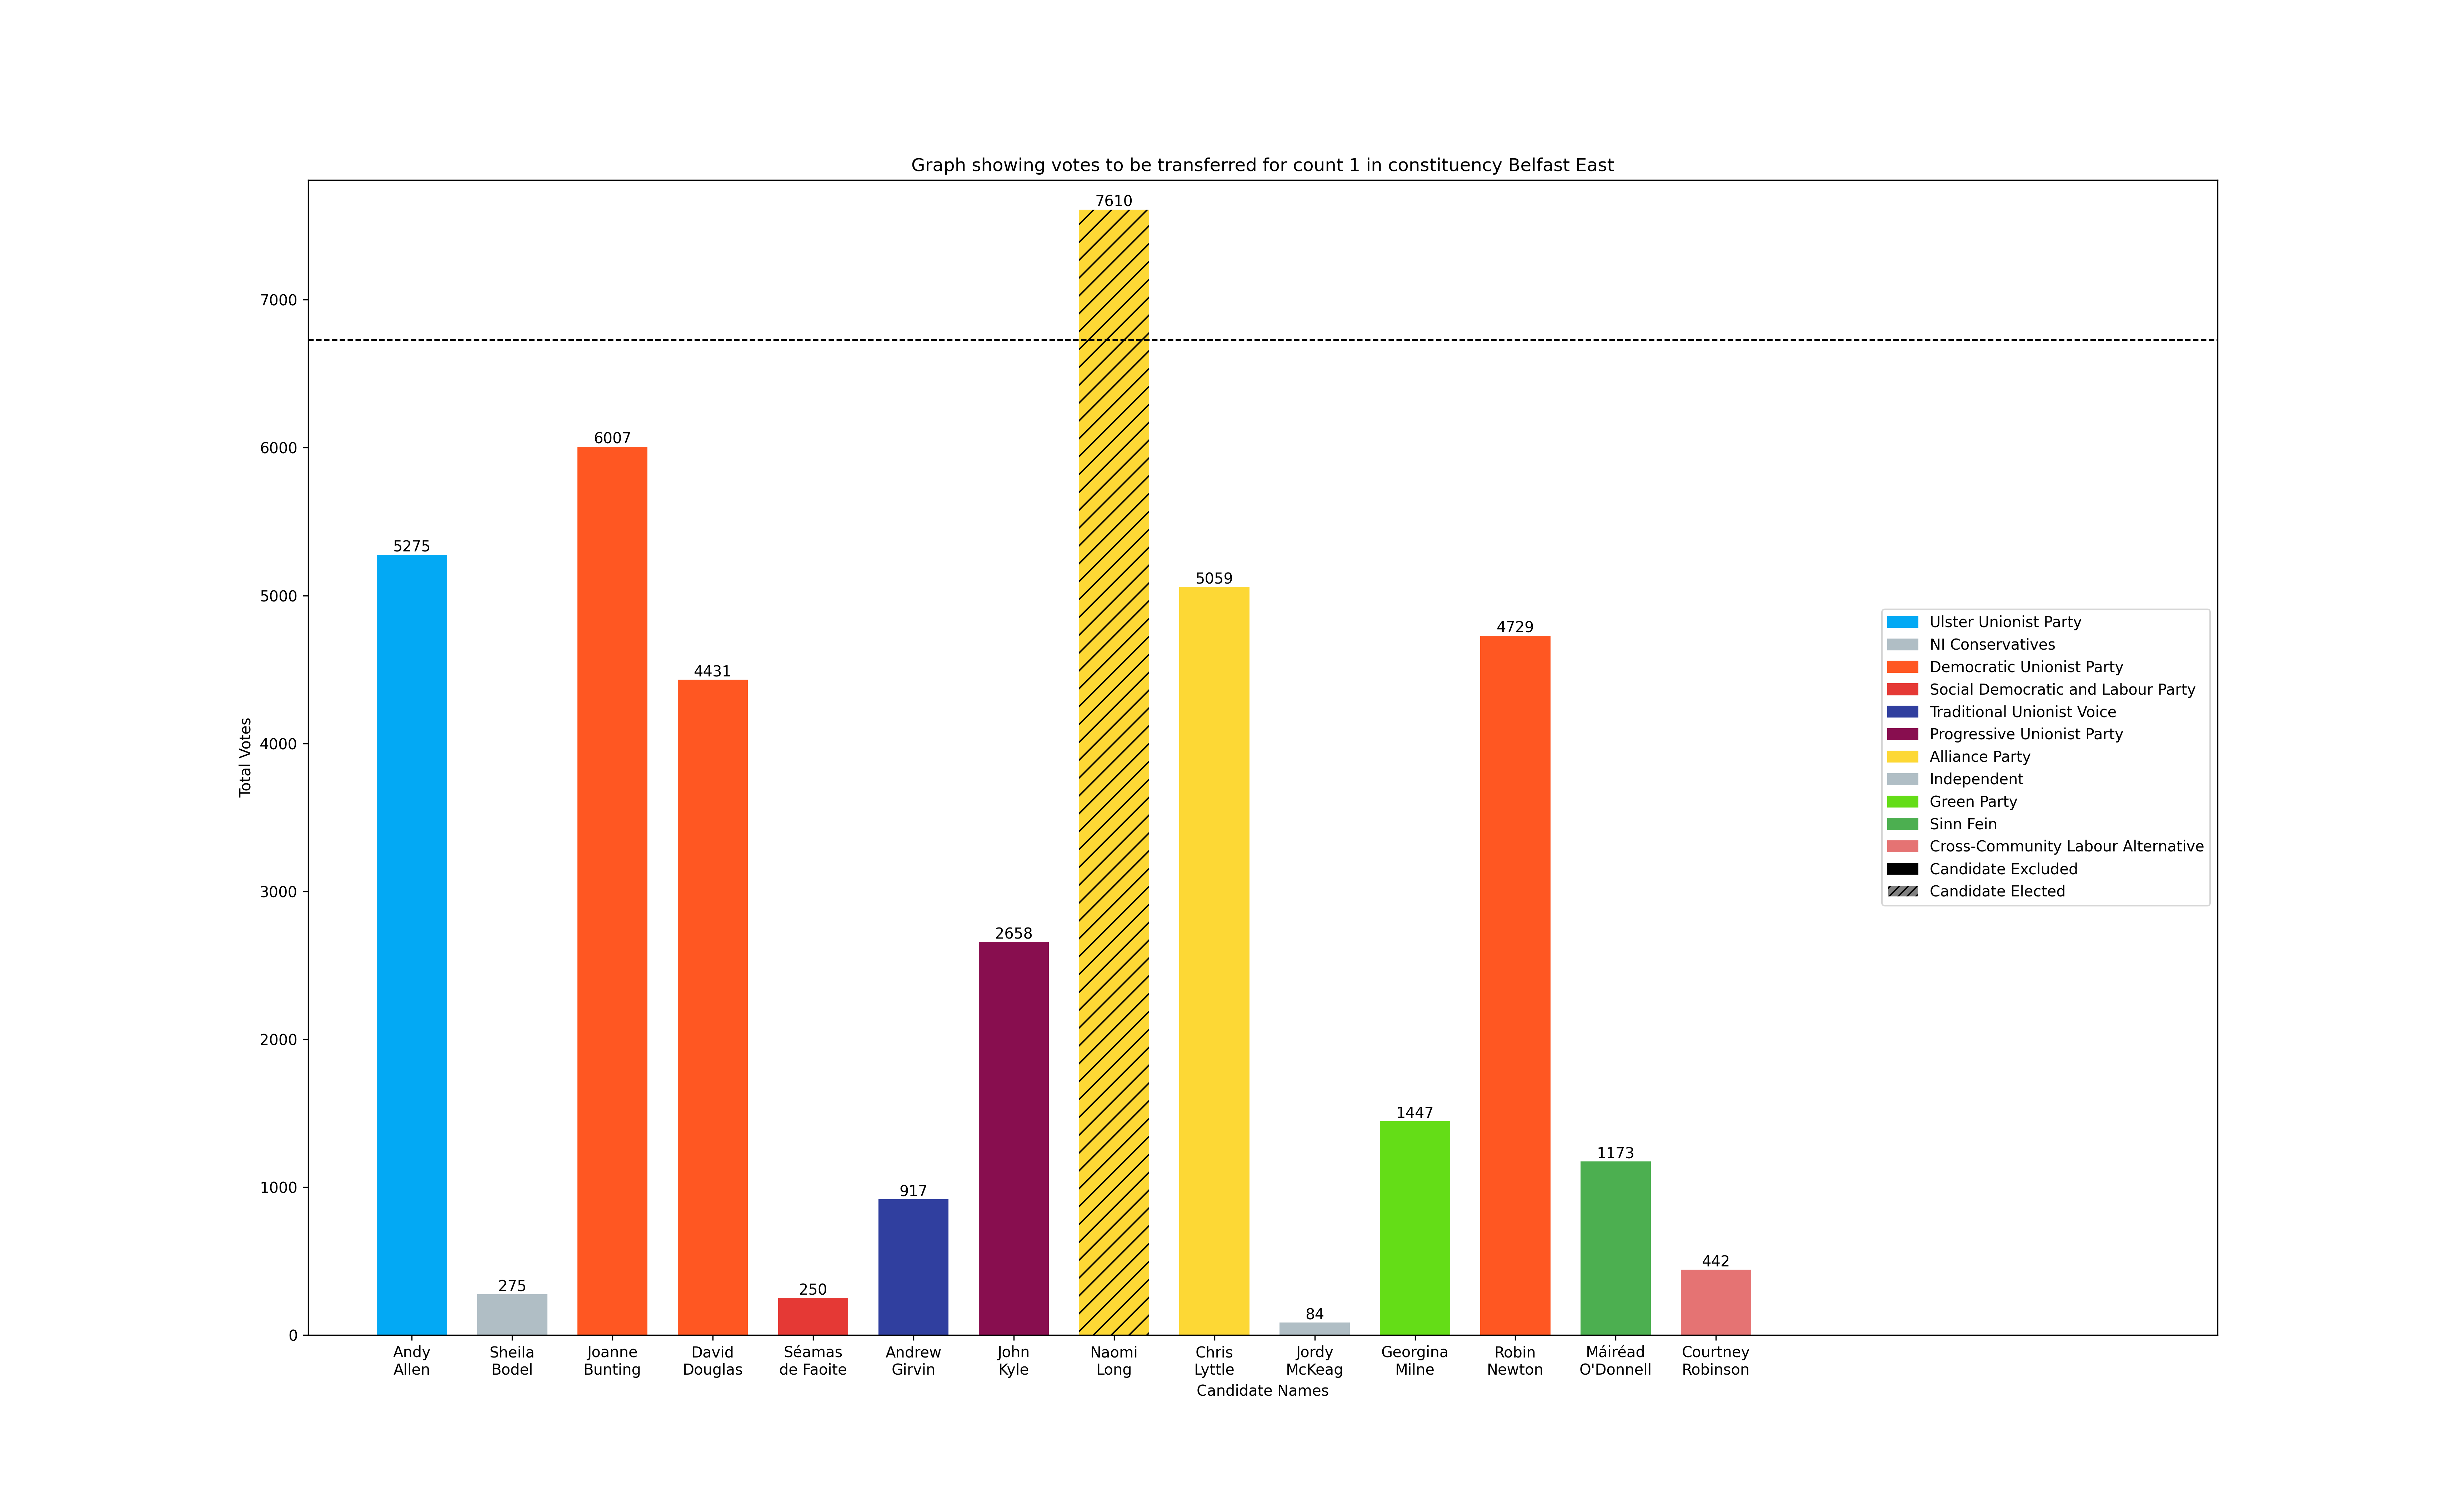 Graph showing votes to be transferred for count 1 in constituency Belfast East
7610
7000
6000
6007
5275
5000
5059
4729
4431
4000
3000
2658
2000
1447
1173
1000
917
442
275
250
84
0
Total Votes
Ulster Unionist Party
NI Conservatives
Democratic Unionist Party
Social Democratic and Labour Party
Traditional Unionist Voice
Progressive Unionist Party
Alliance Party
Independent
Green Party
Sinn Fein
Cross-Community Labour Alternative
Candidate Excluded
Candidate Elected
Andy
Allen
Sheila
Bodel
Joanne
Bunting
David
Douglas
Séamas
de Faoite
Andrew
Girvin
John
Kyle
Naomi
Long
Chris
Lyttle
Jordy
McKeag
Georgina
Milne
Robin
Newton
Máiréad
O'Donnell
Courtney
Robinson
Candidate Names